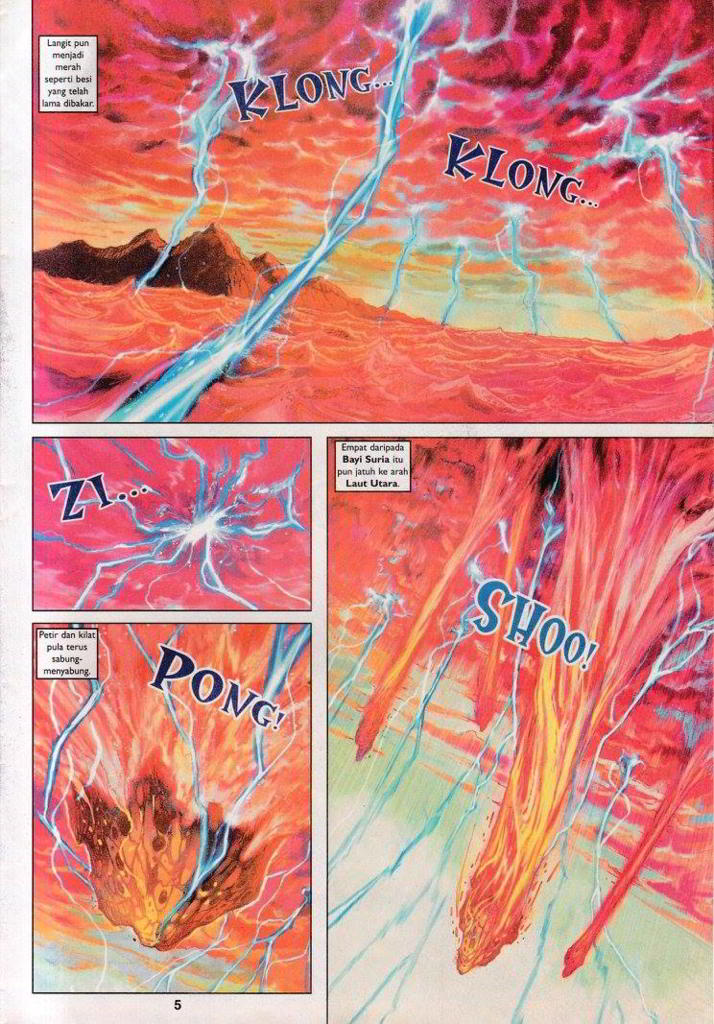 Langit pun
menjadi
merah
seperti besi
yang telah
lama dibakar.
KLONG...
KLONG...
ZI...
Petir dan kilat
pula terus
sabung-
menyabung.
PONG!
Empat daripada
Bayi Suria itu
pun jatuh ke arah
Laut Utara.
SHOO!
5